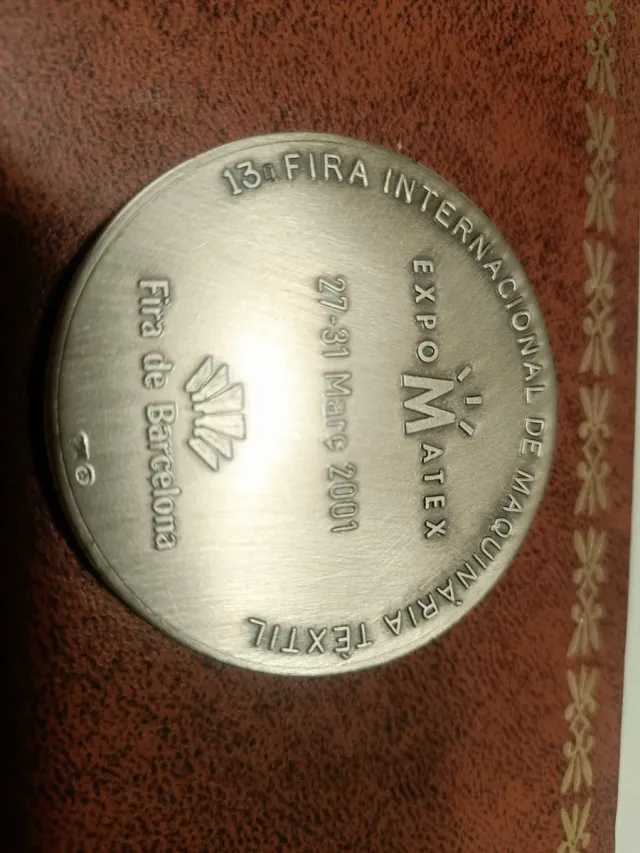 13a FIRA INTERNACIONAL DE MAQUINÀRIA TÈXTIL
EXPO MATEX
27-31 Març 2001
Fira de Barcelona